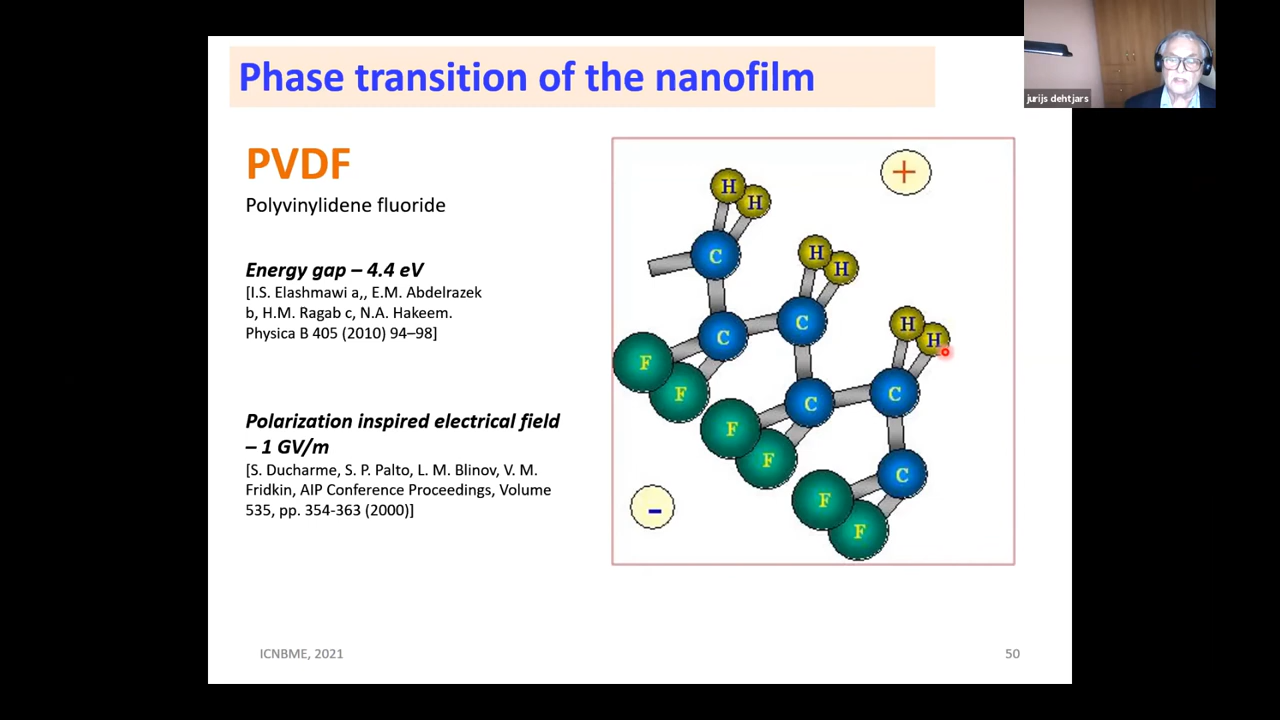 Phase transition of the nanofilm
jurijs dehtjars
PVDF
Polyvinylidene fluoride
Energy gap – 4.4 eV
[I.S. Elashmawi a,, E.M. Abdelrazek
b, H.M. Ragab c, N.A. Hakeem.
Physica B 405 (2010) 94–98]
Polarization inspired electrical field
– 1 GV/m
[S. Ducharme, S. P. Palto, L. M. Blinov, V. M.
Fridkin, AIP Conference Proceedings, Volume
535, pp. 354-363 (2000)]
+
H
H
C
H
H
C
C
H
H
F
F
C
C
F
F
C
F
F
-
ICNBME, 2021
50